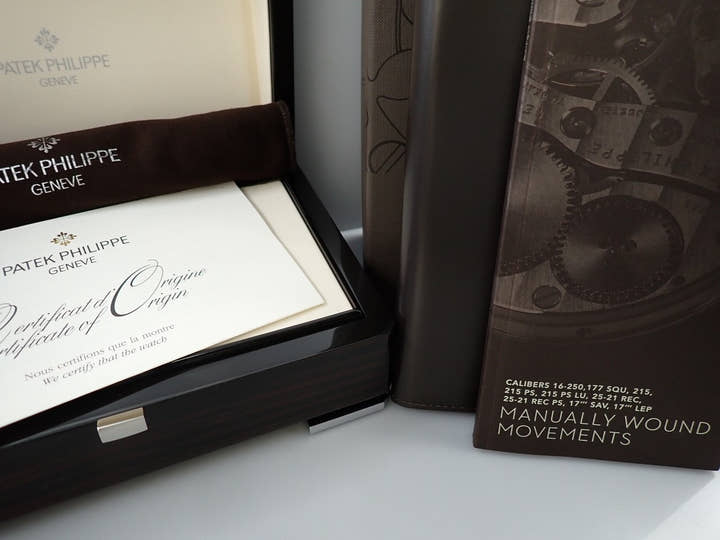 PATEK PHILIPPE
GENEVE
PATEK PHILIPPE
GENEVE
PATEK PHILIPPE
GENEVE
Certificat d'Origine
Certificate of Origin
Nous certifions que la montre
We certify that the watch
CALIBERS 16-250,177 SQU, 215,
215 PS, 215 PS LU, 25-21 REC,
25-21 REC PS, 17''' SAV, 17''' LEP
MANUALLY WOUND
MOVEMENTS